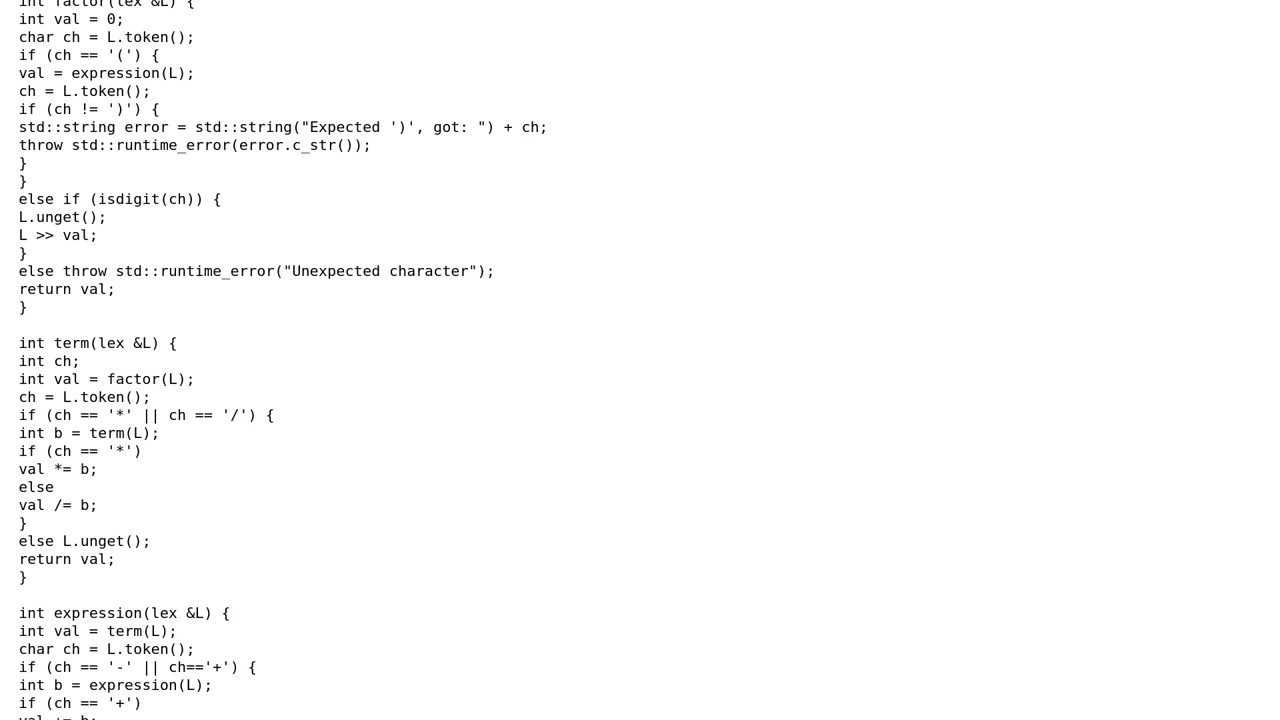 int factor(lex &L) {
int val = 0;
char ch = L.token();
if (ch == '(') {
val = expression(L);
ch = L.token();
if (ch != ')') {
std::string error = std::string("Expected ')', got: ") + ch;
throw std::runtime_error(error.c_str());
}
}
else if (isdigit(ch)) {
L.unget();
L >> val;
}
else throw std::runtime_error("Unexpected character");
return val;
}

int term(lex &L) {
int ch;
int val = factor(L);
ch = L.token();
if (ch == '*' || ch == '/') {
int b = term(L);
if (ch == '*')
val *= b;
else
val /= b;
}
else L.unget();
return val;
}

int expression(lex &L) {
int val = term(L);
char ch = L.token();
if (ch == '-' || ch=='+') {
int b = expression(L);
if (ch == '+')
val += b;